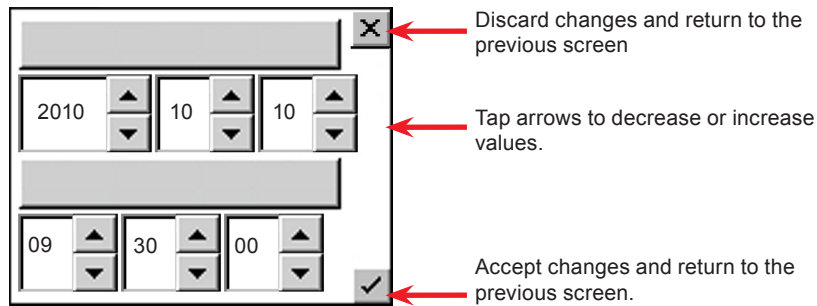 Discard changes and return to the
previous screen
2010 10 10
Tap arrows to decrease or increase
values.
09 30 00
Accept changes and return to the
previous screen.